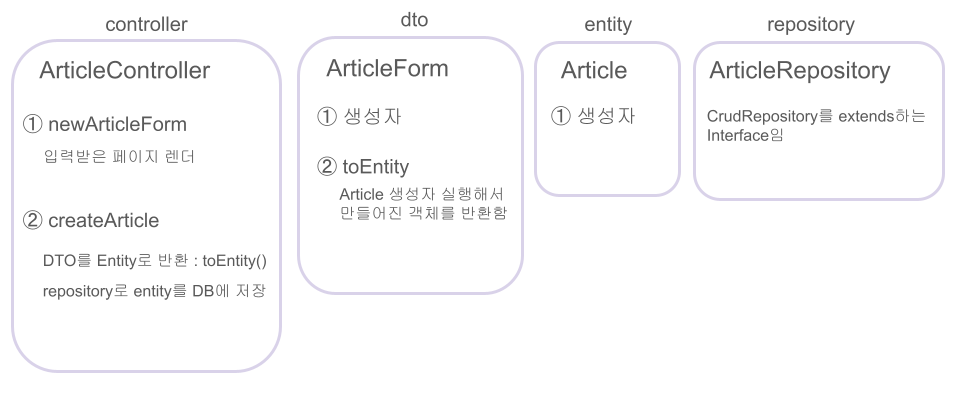 controller
ArticleController
① newArticleForm
입력받은 페이지 렌더
② createArticle
DTO를 Entity로 반환 : toEntity()
repository로 entity를 DB에 저장
dto
ArticleForm
① 생성자
② toEntity
Article 생성자 실행해서
만들어진 객체를 반환함
entity
Article
① 생성자
repository
ArticleRepository
CrudRepository를 extends하는
Interface임